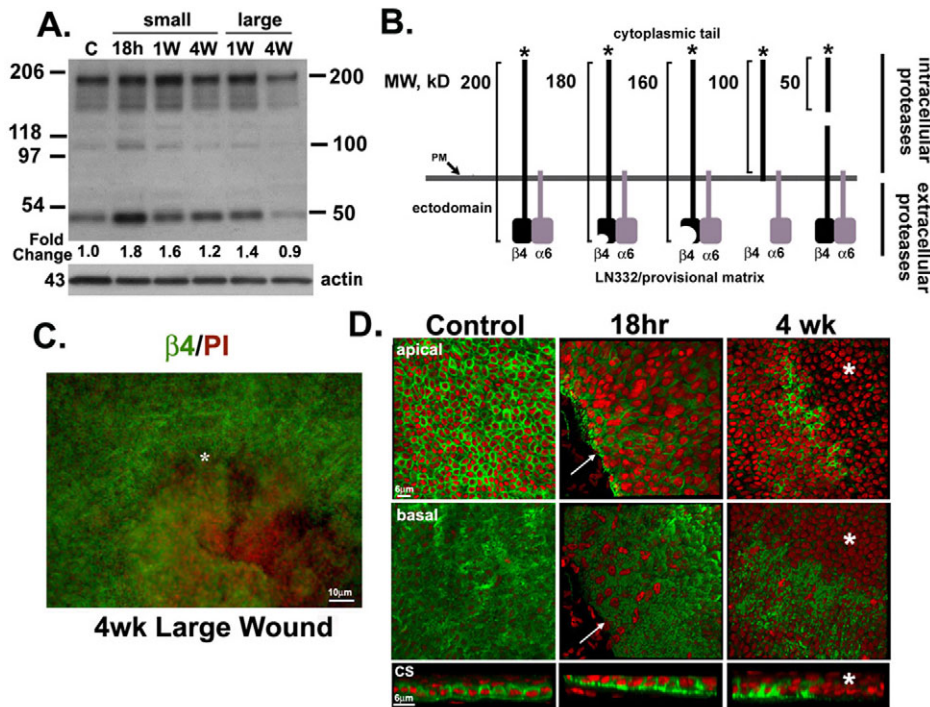 A.
small large
C 18h 1W 4W 1W 4W
206
118
97
54
200
100
50
Fold
Change 1.0 1.8 1.6 1.2 1.4 0.9
43 actin
B.
cytoplasmic tail
* * * * *
MW, kD 200 180 160 100 50
PM
ectodomain
β4 α6 β4 α6 β4 α6 β4 α6 β4 α6
LN332/provisional matrix
intracellular
proteases
extracellular
proteases
C.
β4/PI
*
10µm
4wk Large Wound
D.
Control 18hr 4 wk
apical
*
6µm
basal
*
CS
*
6µm